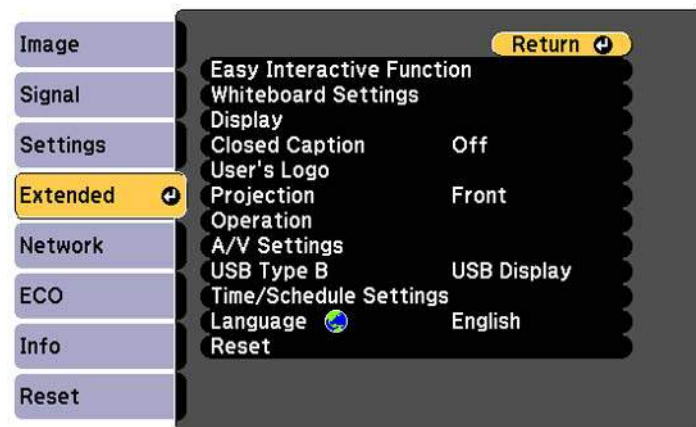 Image
Signal
Settings
Extended
Network
ECO
Info
Reset
Return
Easy Interactive Function
Whiteboard Settings
Display
Closed Caption Off
User's Logo
Projection Front
Operation
A/V Settings
USB Type B USB Display
Time/Schedule Settings
Language English
Reset